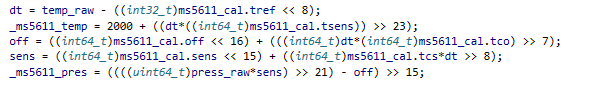 dt = temp_raw - ((int32_t)ms5611_cal.tref << 8);
_ms5611_temp = 2000 + ((dt*((int64_t)ms5611_cal.tsens)) >> 23);
off = ((int64_t)ms5611_cal.off << 16) + (((int64_t)dt*(int64_t)ms5611_cal.tco) >> 7);
sens = ((int64_t)ms5611_cal.sens << 15) + ((int64_t)ms5611_cal.tcs*dt >> 8);
_ms5611_pres = ((((uint64_t)press_raw*sens) >> 21) - off) >> 15;